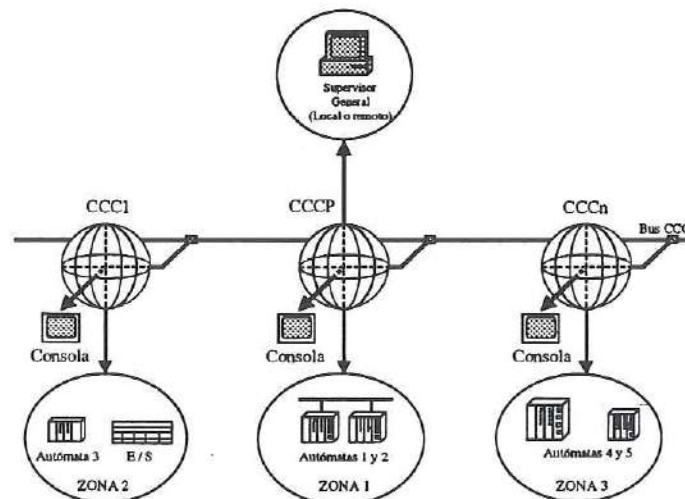 Supervisor
General
(Local o remoto)
CCC1
CCCP
CCCn
Bus CCC
Consola
Consola
Consola
Autómata 3
E / S
Autómatas 1 y 2
Autómatas 4 y 5
ZONA 2
ZONA 1
ZONA 3